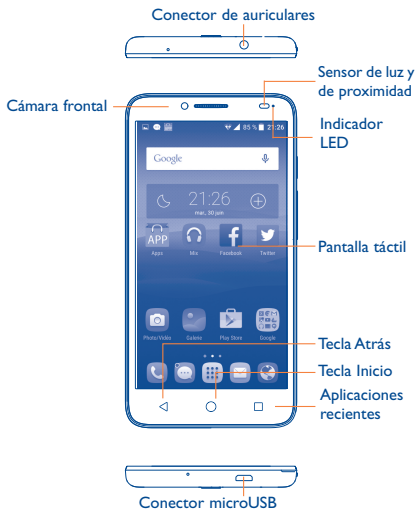 Conector de auriculares
Sensor de luz y
de proximidad
Cámara frontal
Indicador
LED
85 % 21:26
Google
21:26
mar., 30 jun
APP
Apps
Mix
Facebook
Twitter
Pantalla táctil
Photo/Vidéo
Galerie
Play Store
Google
Tecla Atrás
Tecla Inicio
Aplicaciones
recientes
Conector microUSB